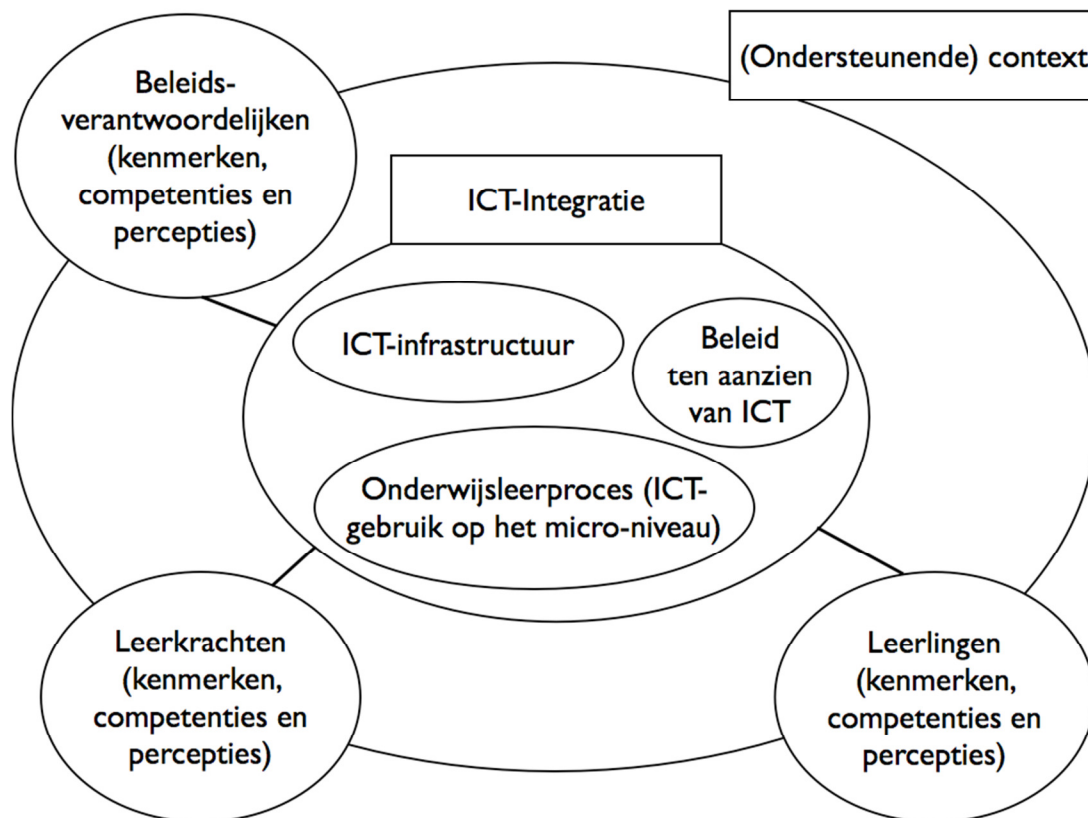 (Ondersteunende) context
Beleids-
verantwoordelijken
(kenmerken,
competenties en
percepties)
ICT-Integratie
ICT-infrastructuur
Beleid
ten aanzien
van ICT
Onderwijsleerproces (ICT-
gebruik op het micro-niveau)
Leerkrachten
(kenmerken,
competenties en
percepties)
Leerlingen
(kenmerken,
competenties en
percepties)